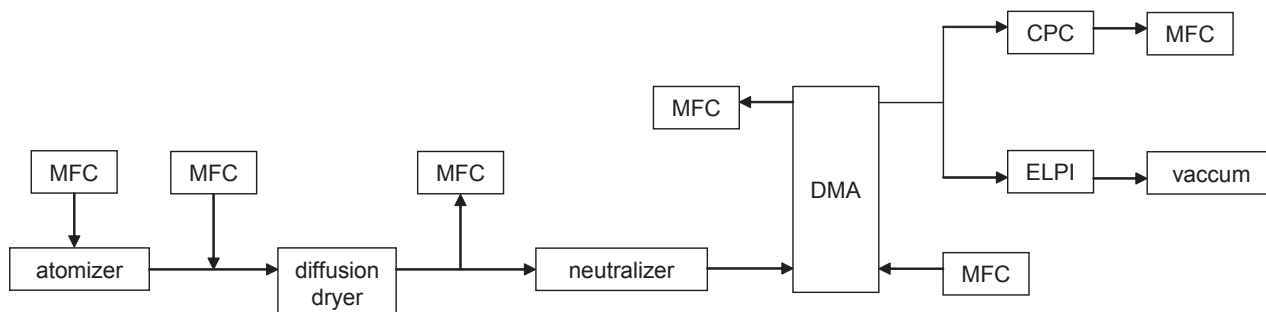 CPC
MFC
MFC
MFC
MFC
MFC
ELPI
vaccum
DMA
atomizer
diffusion
dryer
neutralizer
MFC